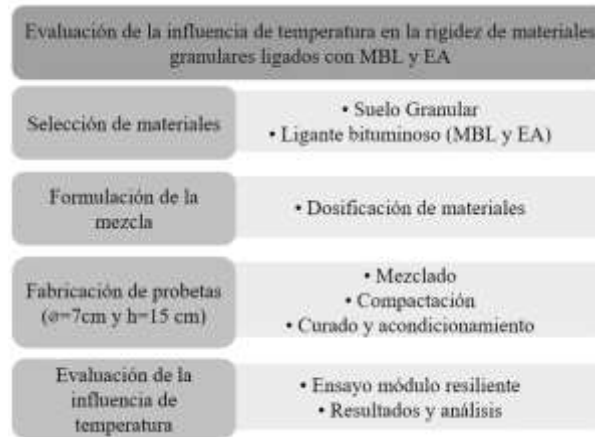 Evaluación de la influencia de temperatura en la rigidez de materiales
granulares ligados con MBL y EA
Selección de materiales
• Suelo Granular
• Ligante bituminoso (MBL y EA)
Formulación de la
mezcla
• Dosificación de materiales
Fabricación de probetas
(ø=7cm y h=15 cm)
• Mezclado
• Compactación
• Curado y acondicionamiento
Evaluación de la
influencia de
temperatura
• Ensayo módulo resiliente
• Resultados y análisis